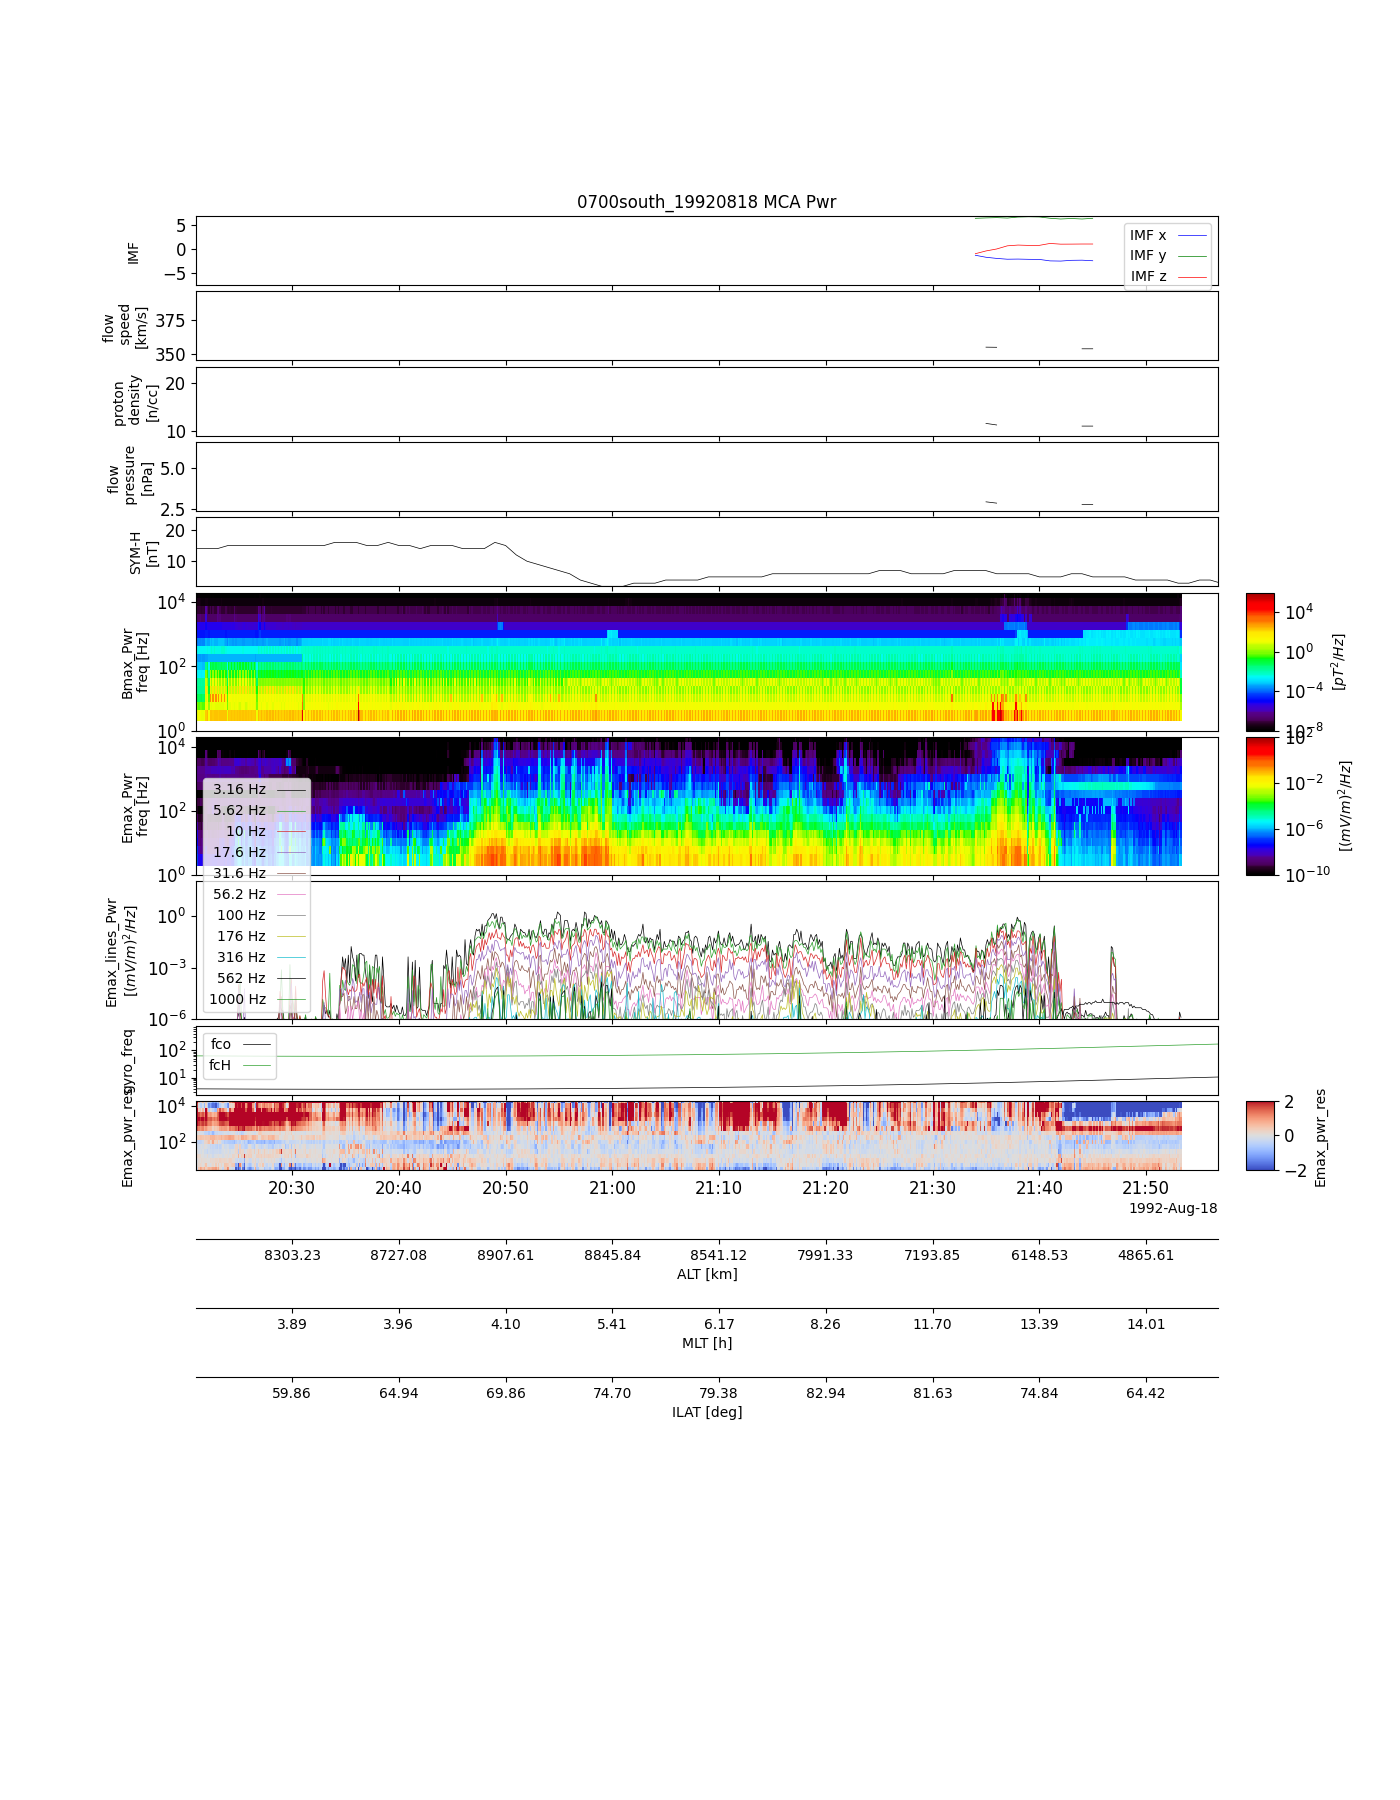 0700south_19920818 MCA Pwr
5
0
−5
IMF
IMF x
IMF y
IMF z
375
350
flow
speed
[km/s]
20
10
proton
density
[n/cc]
5.0
2.5
flow
pressure
[nPa]
20
10
SYM-H
[nT]
10^4
10^2
10^0
Bmax_Pwr
freq [Hz]
10^4
10^0
10^−4
10^−8
[pT^2/Hz]
10^4
10^2
10^0
Emax_Pwr
freq [Hz]
10^2
10^−2
10^−6
10^−10
[(mV/m)^2/Hz]
3.16 Hz
5.62 Hz
10 Hz
17.6 Hz
31.6 Hz
56.2 Hz
100 Hz
176 Hz
316 Hz
562 Hz
1000 Hz
10^0
10^−3
10^−6
Emax_lines_Pwr
[(mV/m)^2/Hz]
fco
fcH
10^2
10^1
gyro_freq
10^4
10^2
Emax_pwr_res
2
0
−2
Emax_pwr_res
20:30 20:40 20:50 21:00 21:10 21:20 21:30 21:40 21:50
1992-Aug-18
8303.23 8727.08 8907.61 8845.84 8541.12 7991.33 7193.85 6148.53 4865.61
ALT [km]
3.89 3.96 4.10 5.41 6.17 8.26 11.70 13.39 14.01
MLT [h]
59.86 64.94 69.86 74.70 79.38 82.94 81.63 74.84 64.42
ILAT [deg]